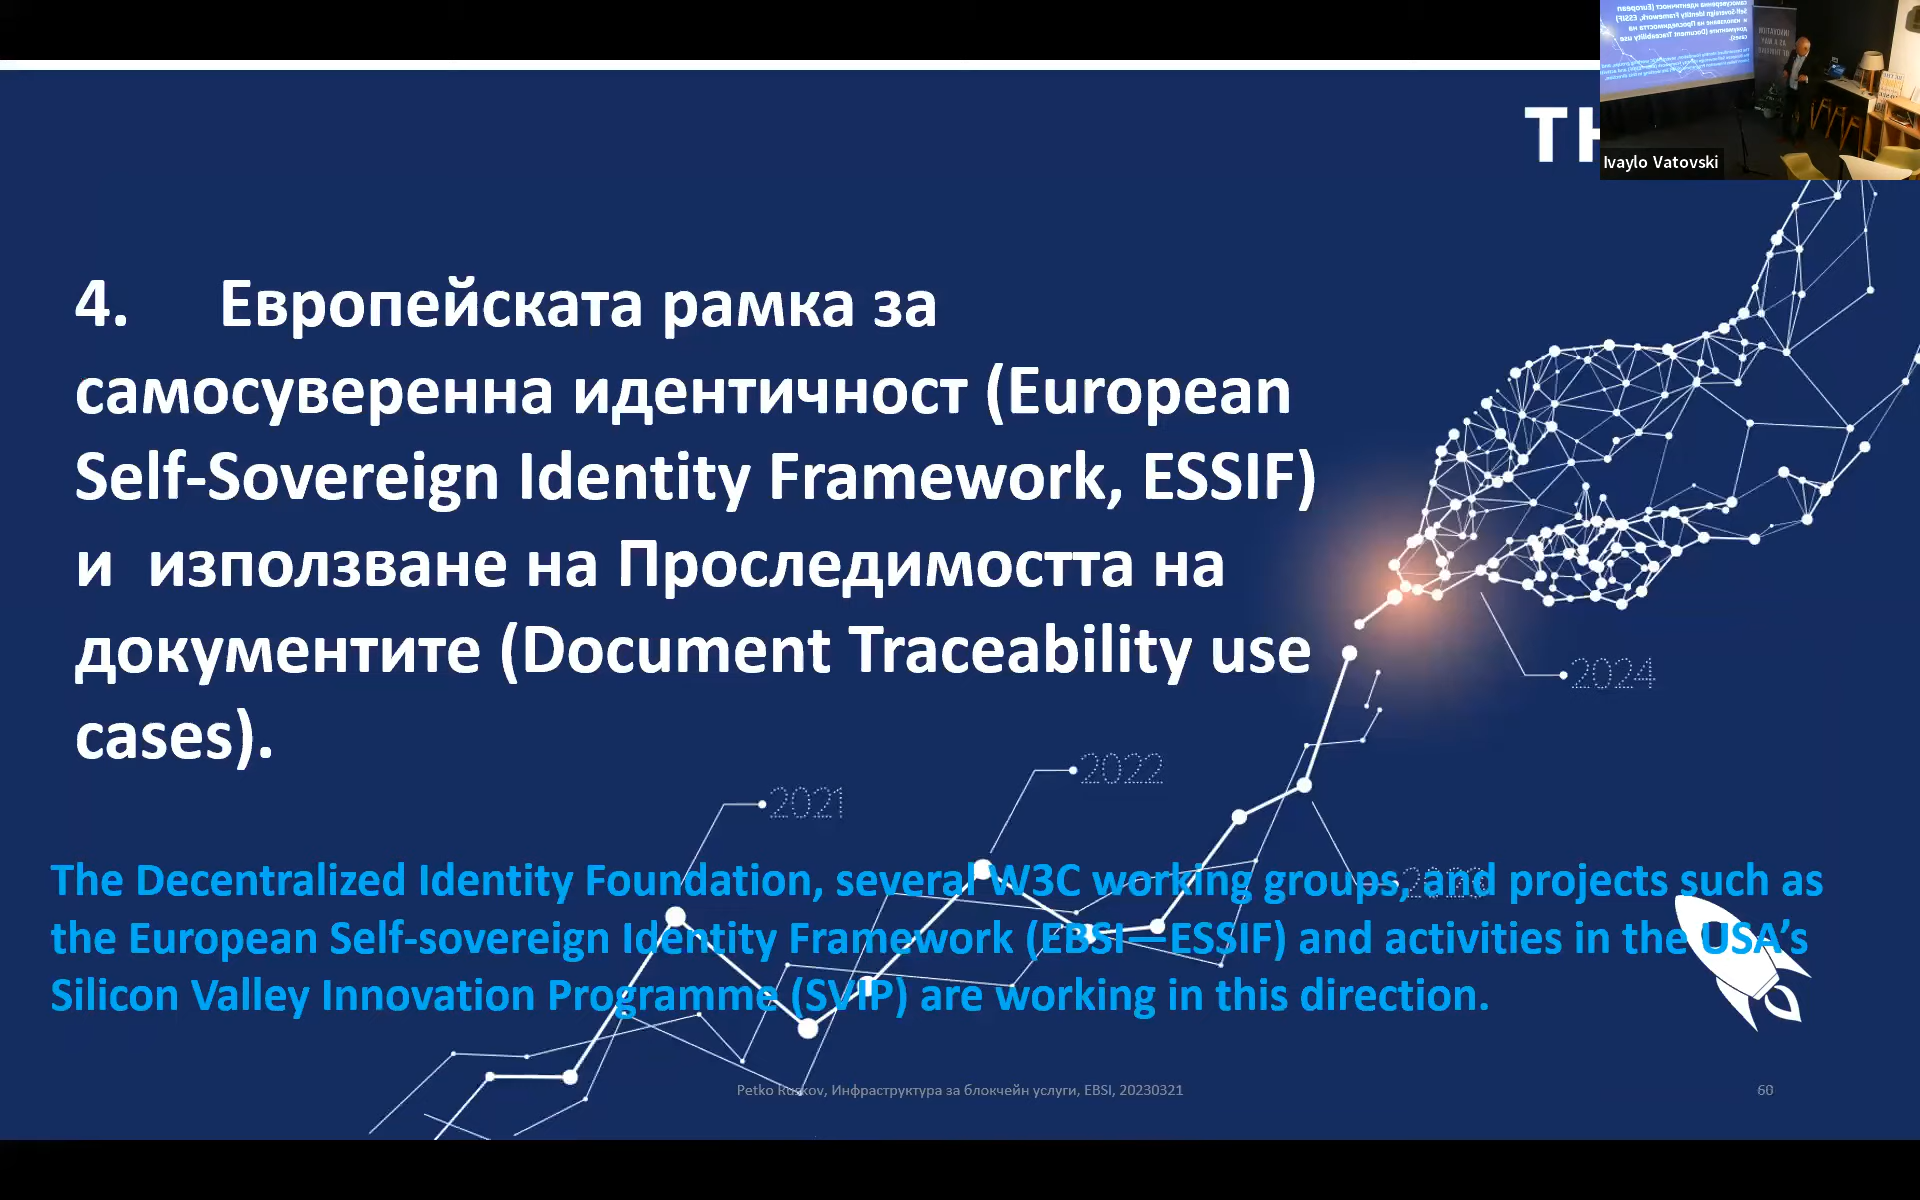 TH
Ivaylo Vatovski
4. Европейската рамка за
самосуверенна идентичност (European
Self-Sovereign Identity Framework, ESSIF)
и използване на Проследимостта на
документите (Document Traceability use
cases).
2024
2022
2021
The Decentralized Identity Foundation, several W3C working groups, and projects such as
the European Self-sovereign Identity Framework (EBSI—ESSIF) and activities in the USA’s
Silicon Valley Innovation Programme (SVIP) are working in this direction.
Petko Ruskov, Инфраструктура за блокчейн услуги, EBSI, 20230321
60